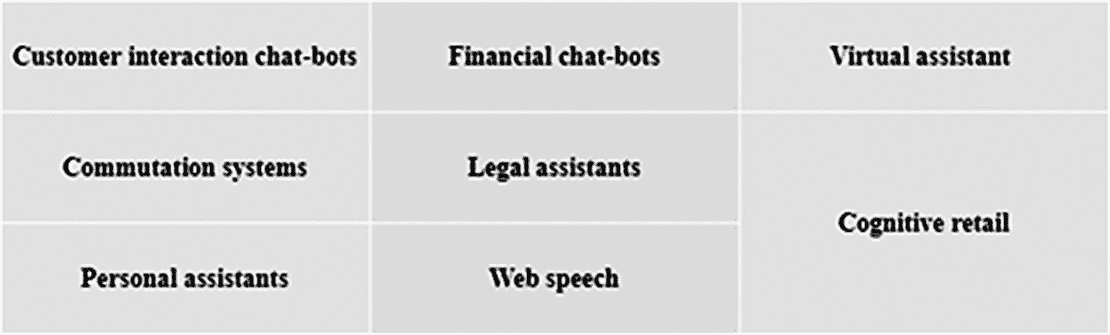 Customer interaction chat-bots
Financial chat-bots
Virtual assistant
Commutation systems
Legal assistants
Cognitive retail
Personal assistants
Web speech